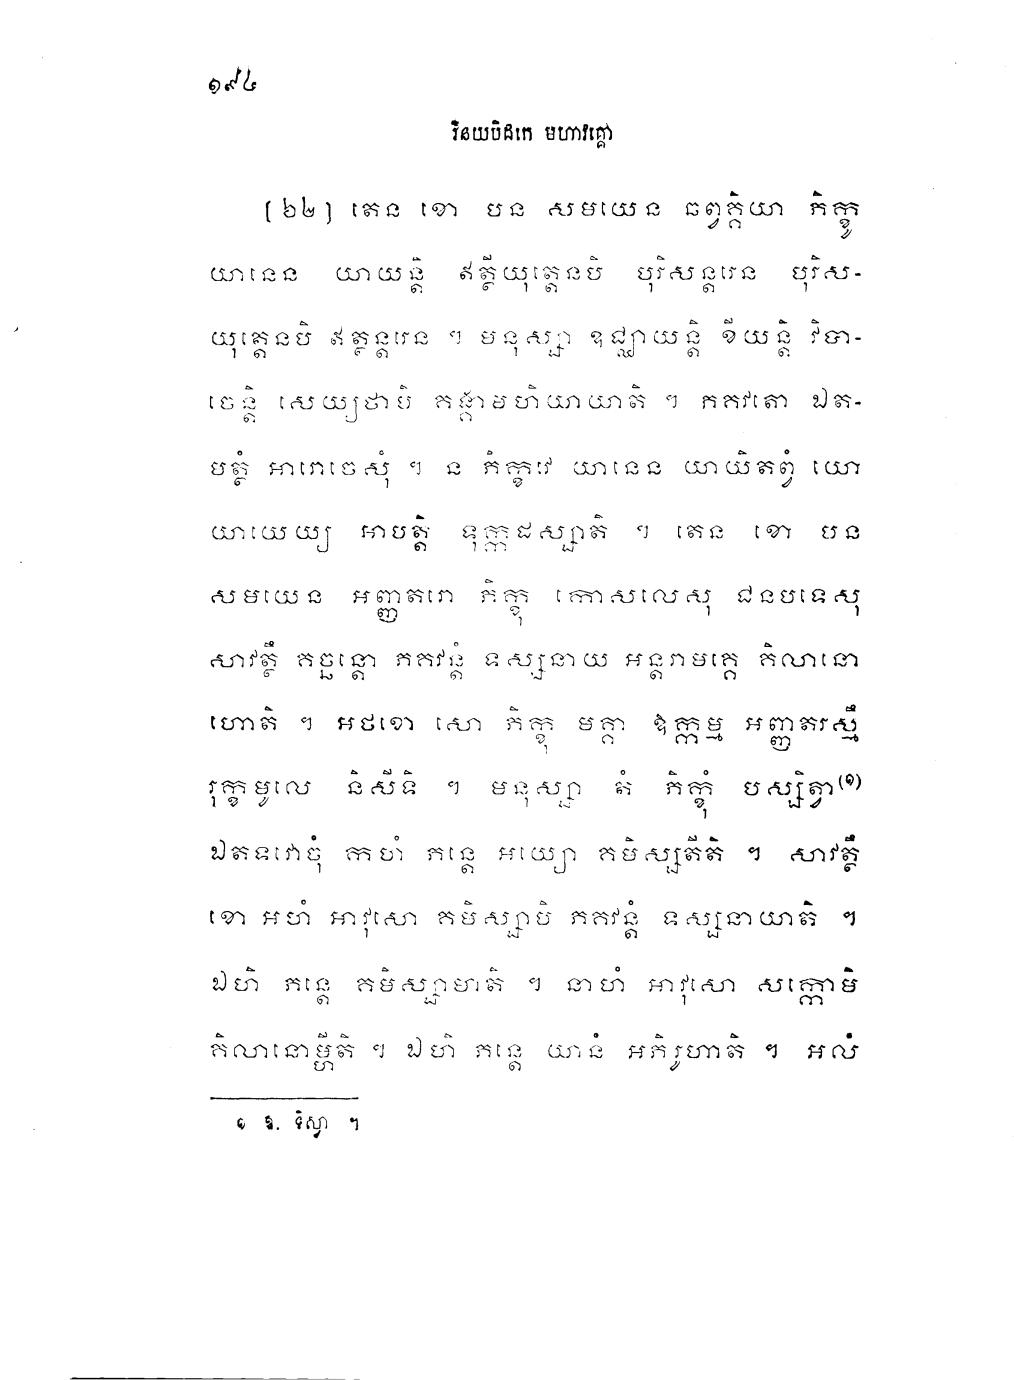 ១៩៤
វិនយបិដកេ មហាវគ្គោ
[៦២] តេន ខោ បន សមយេន ឆព្វគ្គិយា ភិក្ខូ
យានេន យាយន្តិ ឥត្ថីយុត្តេនបិ បុរិសន្តរេន បុរិស-
យុត្តេនបិ ឥត្ថន្តរេន ។ មនុស្សា ឧជ្ឈាយន្តិ ខីយន្តិ វិបា-
ចេន្តិ សេយ្យថាបិ គង្គាមហិយាយាតិ ។ ភគវតោ ឯត-
មត្ថំ អារោចេសុំ ។ ន ភិក្ខវេ យានេន យាយិតព្វំ យោ
យាយេយ្យ អាបត្តិ ទុក្កដស្សាតិ ។ តេន ខោ បន
សមយេន អញ្ញតរោ ភិក្ខុ កោសលេសុ ជនបទេសុ
សាវត្ថឹ គច្ឆន្តោ ភគវន្តំ ទស្សនាយ អន្តរាមគ្គេ គិលានោ
ហោតិ ។ អថខោ សោ ភិក្ខុ មគ្គា ឱក្កម្ម អញ្ញតរស្មឹ
រុក្ខមូលេ និសីទិ ។ មនុស្សា តំ ភិក្ខុំ បស្សិត្វា(១)
ឯតទវោចុំ កហំ ភន្តេ អយ្យោ គមិស្សតីតិ ។ សាវត្ថឹ
ខោ អហំ អាវុសោ គមិស្សាមិ ភគវន្តំ ទស្សនាយាតិ ។
ឯហិ ភន្តេ គមិស្សាមាតិ ។ នាហំ អាវុសោ សក្កោមិ
គិលានោម្ហីតិ ។ ឯហិ ភន្តេ យានំ អភិរូហាតិ ។ អលំ
១ ឱ. ទិស្វា ។